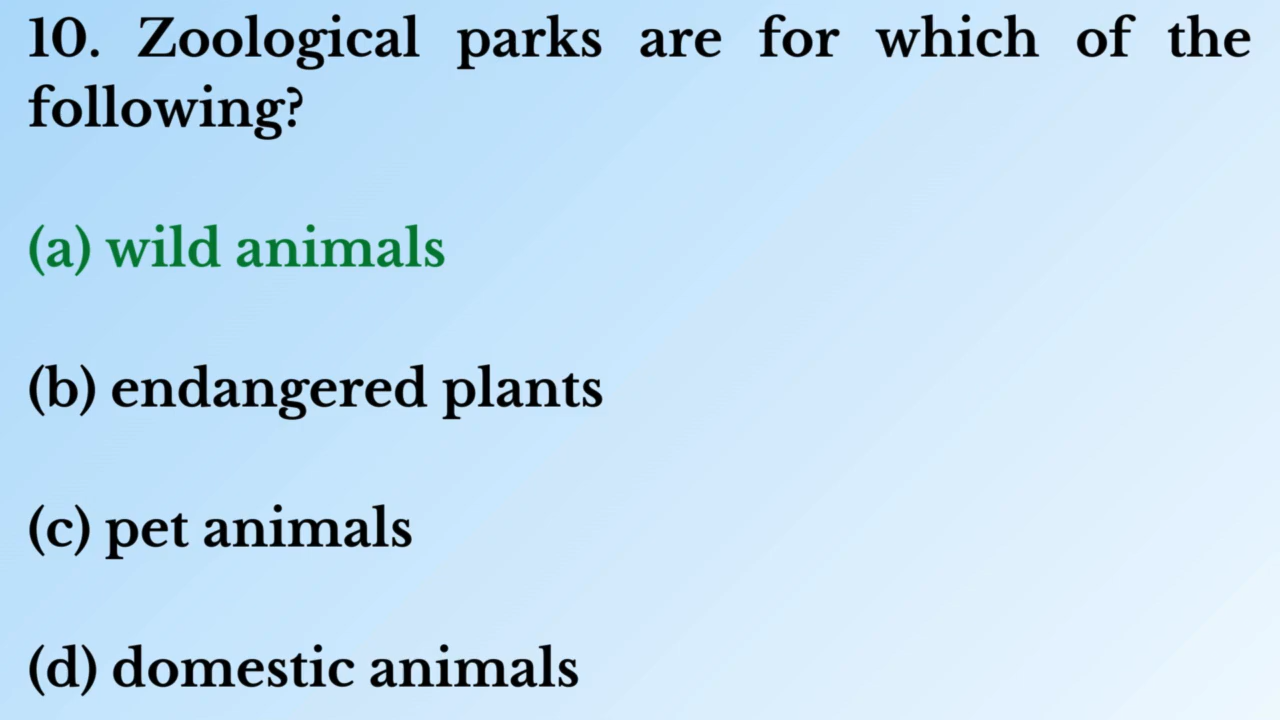 10. Zoological parks are for which of the
following?
(a) wild animals
(b) endangered plants
(c) pet animals
(d) domestic animals